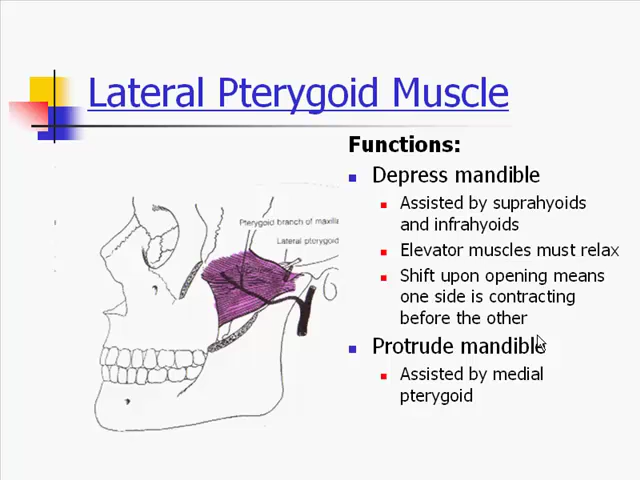 Lateral Pterygoid Muscle
Functions:
Depress mandible
Assisted by suprahyoids
and infrahyoids
Elevator muscles must relax
Shift upon opening means
one side is contracting
before the other
Protrude mandible
Assisted by medial
pterygoid
Pterygoid branch of maxilla
Lateral pterygoid